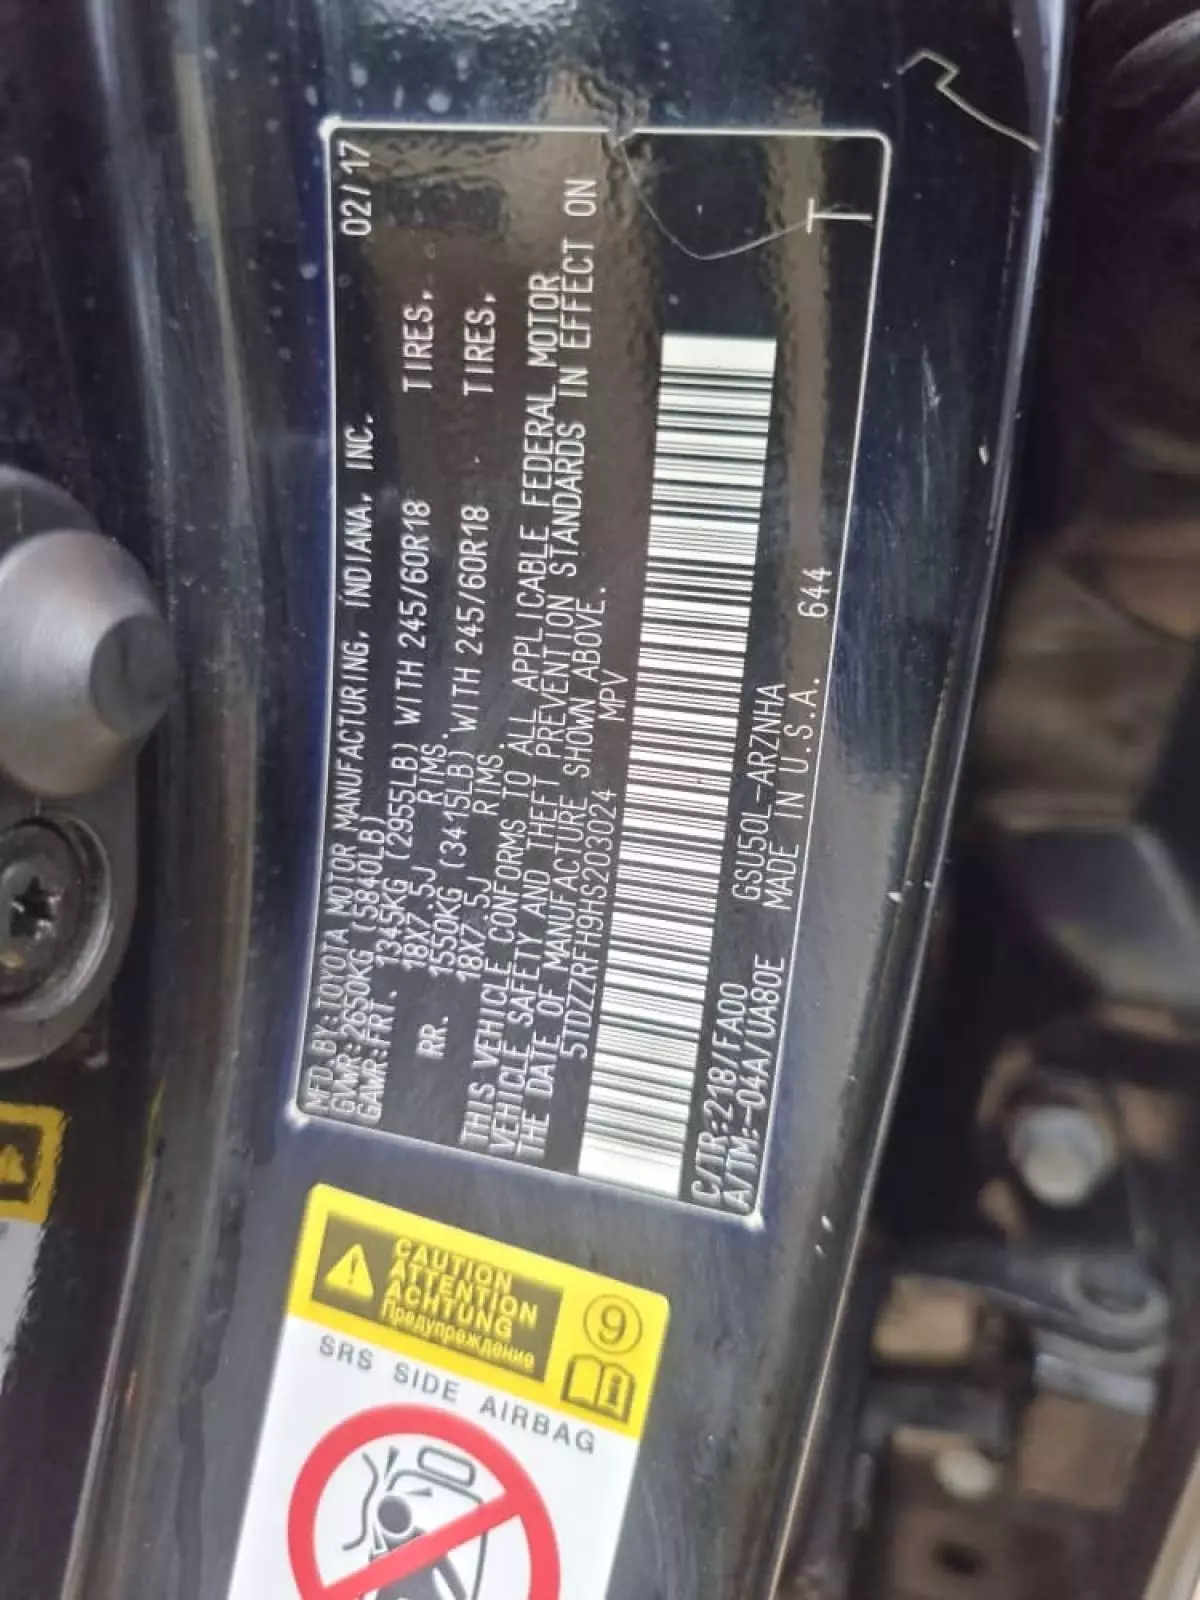 MFD.BY:TOYOTA MOTOR MANUFACTURING, INDIANA, INC. 02/17
GVWR:2650KG (5840LB)
GAWR:FRT. 1345KG (2955LB) WITH 245/60R18 TIRES,
18X7.5J RIMS.
RR. 1550KG (3415LB) WITH 245/60R18 TIRES,
18X7.5J RIMS.
THIS VEHICLE CONFORMS TO ALL APPLICABLE FEDERAL MOTOR
VEHICLE SAFETY AND THEFT PREVENTION STANDARDS IN EFFECT ON
THE DATE OF MANUFACTURE SHOWN ABOVE.
5TDZZRFH9HS203024 MPV
C/TR:218/FA00 GSU50L-ARZNHA
A/TM:-04A/UA80E MADE IN U.S.A. 644
T
CAUTION
ATTENTION
ACHTUNG
Предупреждение
9
SRS SIDE AIRBAG